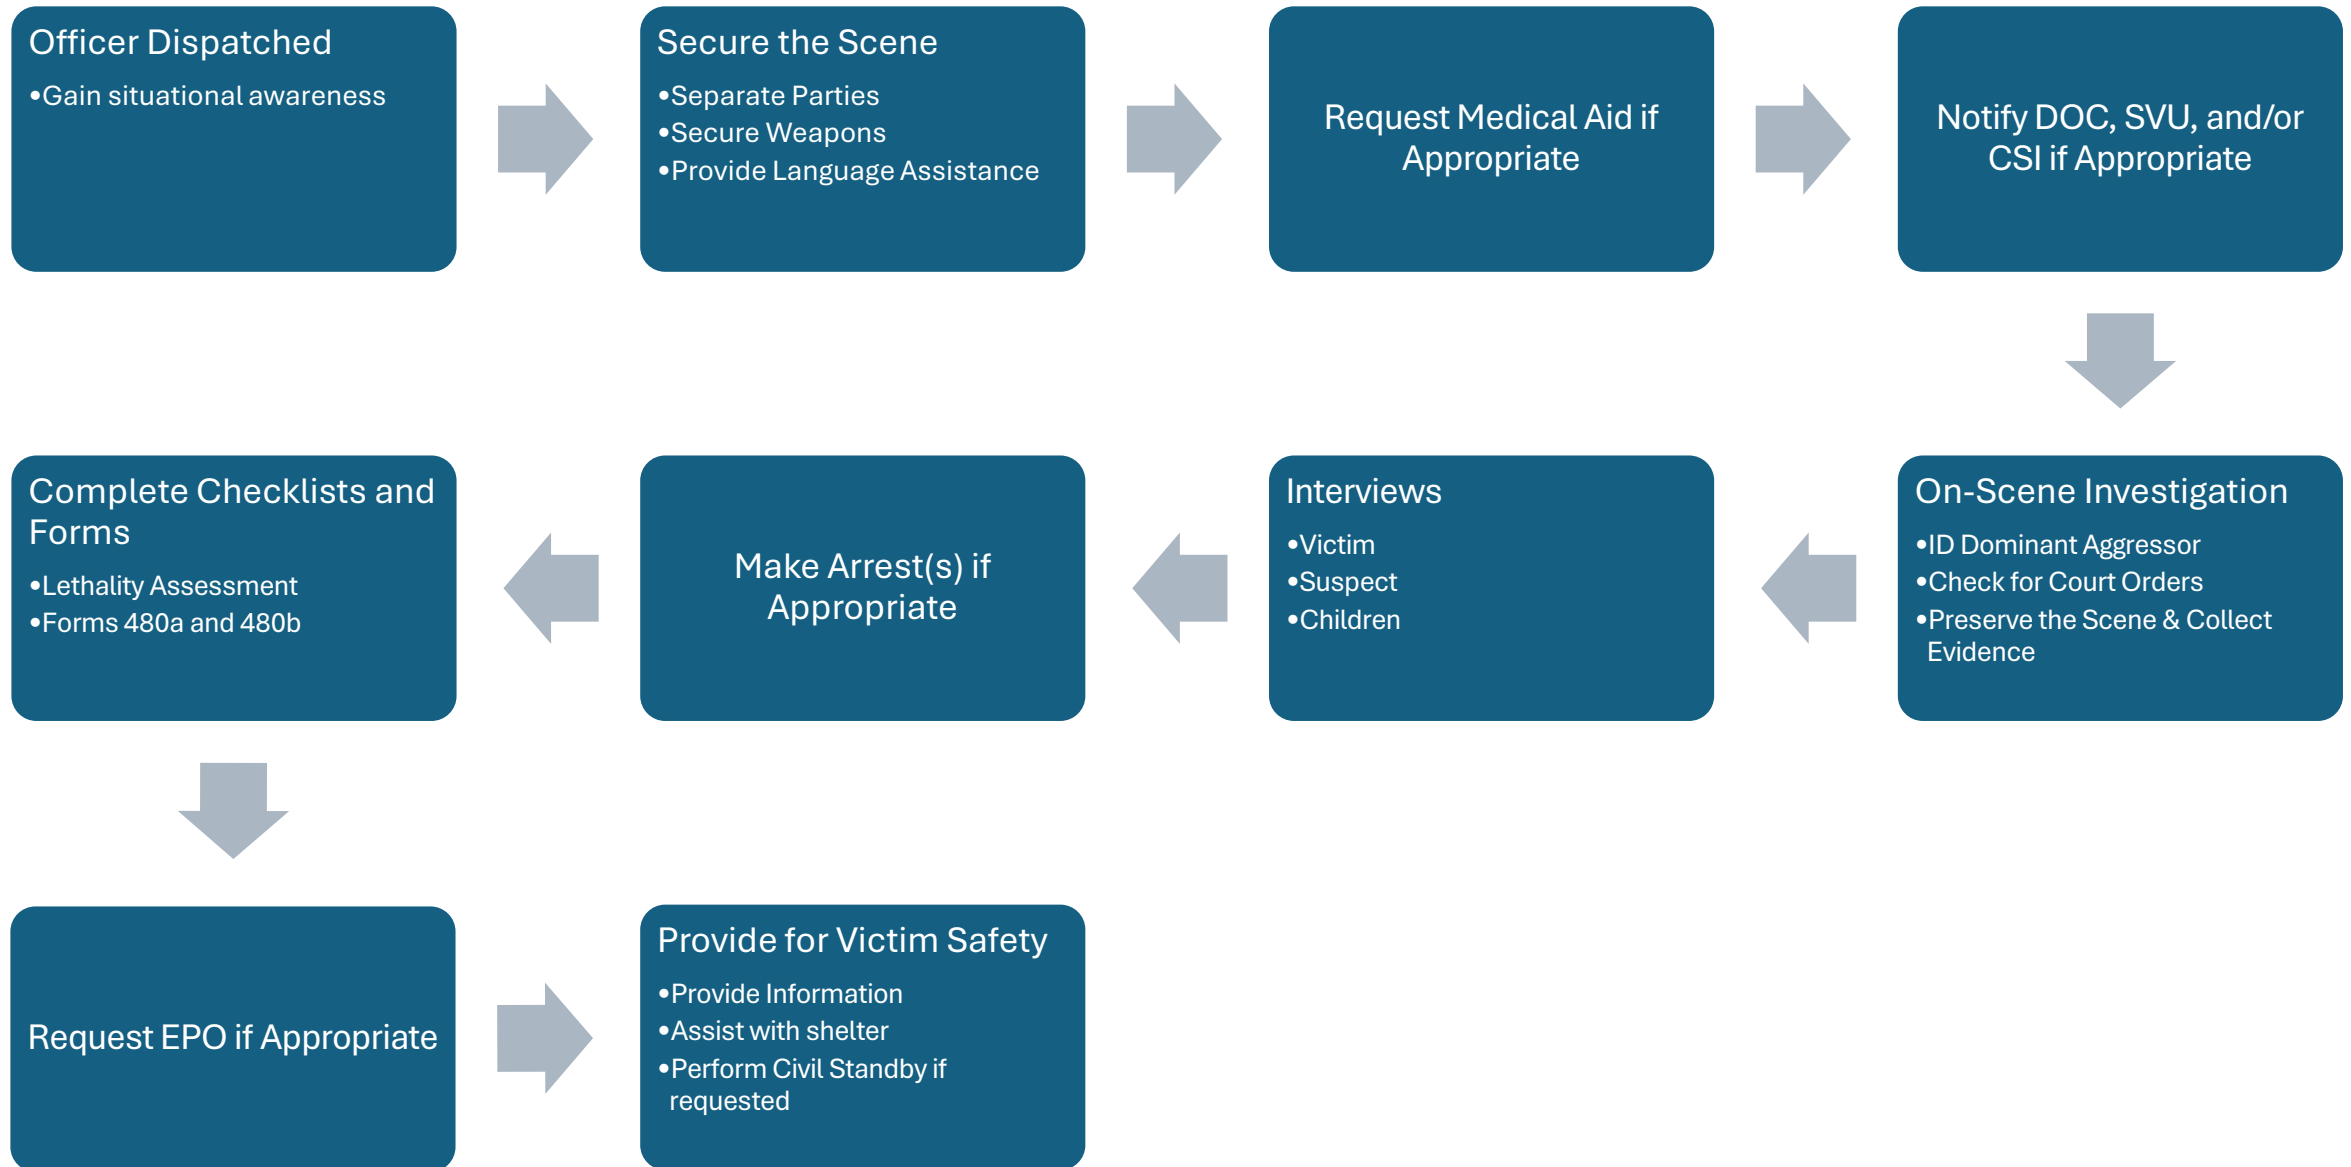 Officer Dispatched
•Gain situational awareness
Secure the Scene
•Separate Parties
•Secure Weapons
•Provide Language Assistance
Request Medical Aid if
Appropriate
Notify DOC, SVU, and/or
CSI if Appropriate
On-Scene Investigation
•ID Dominant Aggressor
•Check for Court Orders
•Preserve the Scene & Collect
Evidence
Interviews
•Victim
•Suspect
•Children
Make Arrest(s) if
Appropriate
Complete Checklists and
Forms
•Lethality Assessment
•Forms 480a and 480b
Request EPO if Appropriate
Provide for Victim Safety
•Provide Information
•Assist with shelter
•Perform Civil Standby if
requested